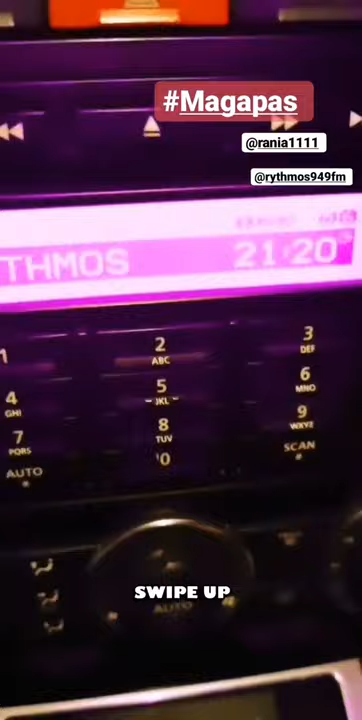 #Magapas
@rania1111
@rythmos949fm
THMOS 21:20
1
2
ABC
3
DEF
4
GHI
5
JKL
6
MNO
7
PQRS
8
TUV
9
WXYZ
AUTO
*
0
SCAN
#
SWIPE UP
AUTO